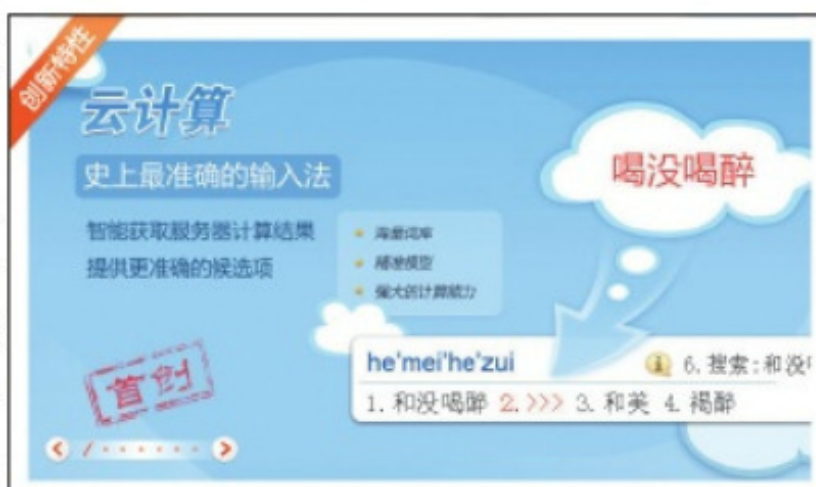 创新特性
云计算
史上最准确的输入法
喝没喝醉
智能获取服务器计算结果
提供更准确的候选项
海量词库
精准模型
强大的计算能力
首创
he'mei'he'zui
6. 搜索:和没
1. 和没喝醉 2. >>> 3. 和美 4. 褐醉